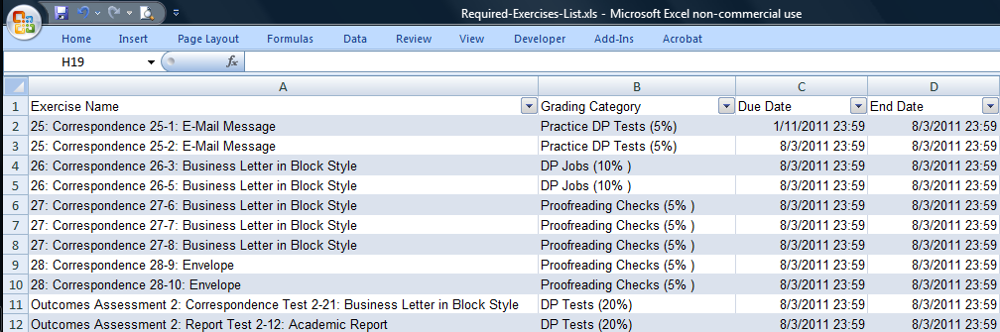 Required-Exercises-List.xls - Microsoft Excel non-commercial use
Home Insert Page Layout Formulas Data Review View Developer Add-Ins Acrobat
H19 fx
A B C D
1 Exercise Name Grading Category Due Date End Date
2 25: Correspondence 25-1: E-Mail Message Practice DP Tests (5%) 1/11/2011 23:59 8/3/2011 23:59
3 25: Correspondence 25-2: E-Mail Message Practice DP Tests (5%) 8/3/2011 23:59 8/3/2011 23:59
4 26: Correspondence 26-3: Business Letter in Block Style DP Jobs (10% ) 8/3/2011 23:59 8/3/2011 23:59
5 26: Correspondence 26-5: Business Letter in Block Style DP Jobs (10% ) 8/3/2011 23:59 8/3/2011 23:59
6 27: Correspondence 27-6: Business Letter in Block Style Proofreading Checks (5% ) 8/3/2011 23:59 8/3/2011 23:59
7 27: Correspondence 27-7: Business Letter in Block Style Proofreading Checks (5% ) 8/3/2011 23:59 8/3/2011 23:59
8 27: Correspondence 27-8: Business Letter in Block Style Proofreading Checks (5% ) 8/3/2011 23:59 8/3/2011 23:59
9 28: Correspondence 28-9: Envelope Proofreading Checks (5% ) 8/3/2011 23:59 8/3/2011 23:59
10 28: Correspondence 28-10: Envelope Proofreading Checks (5% ) 8/3/2011 23:59 8/3/2011 23:59
11 Outcomes Assessment 2: Correspondence Test 2-21: Business Letter in Block Style DP Tests (20%) 8/3/2011 23:59 8/3/2011 23:59
12 Outcomes Assessment 2: Report Test 2-12: Academic Report DP Tests (20%) 8/3/2011 23:59 8/3/2011 23:59